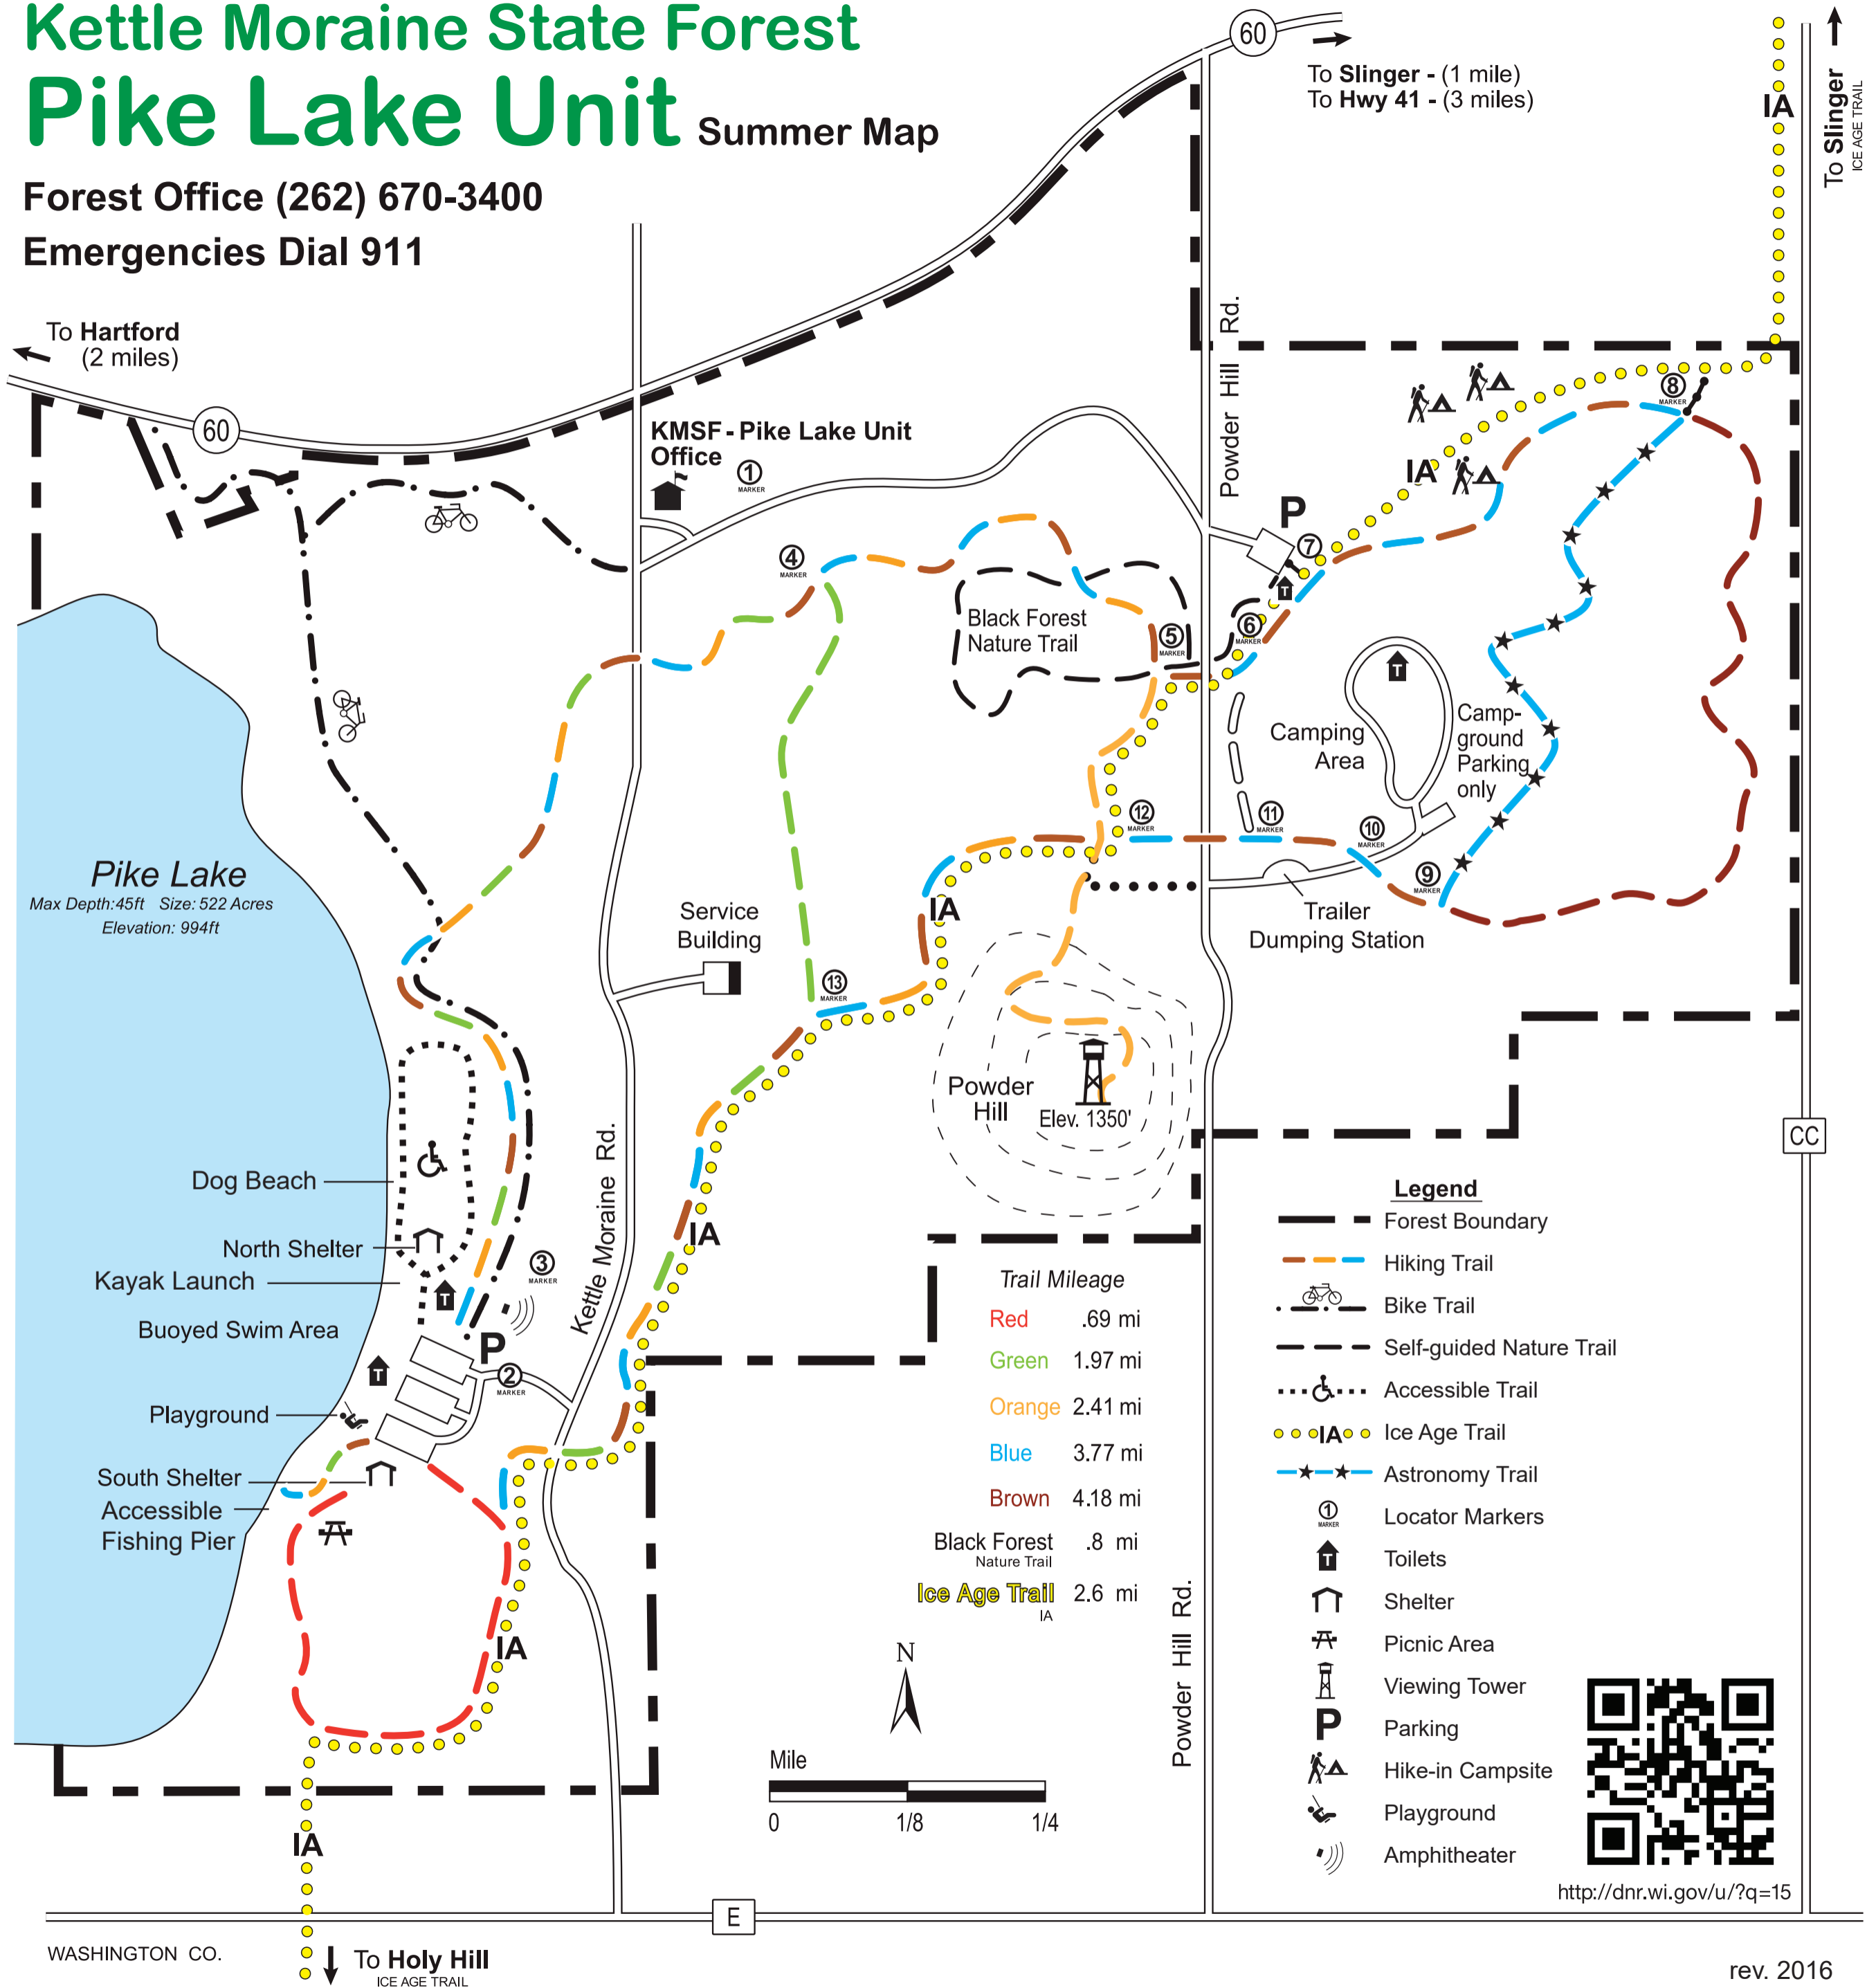 Kettle Moraine State Forest
Pike Lake Unit Summer Map
Forest Office (262) 670-3400
Emergencies Dial 911
60
To Slinger - (1 mile)
To Hwy 41 - (3 miles)
IA
To Slinger
ICE AGE TRAIL
To Hartford
(2 miles)
60
KMSF - Pike Lake Unit
Office
1
MARKER
Powder Hill Rd.
8
MARKER
IA
P
7
4
MARKER
T
Black Forest
Nature Trail
5
MARKER
6
MARKER
T
Camping
Area
Camp-
ground
Parking
only
12
MARKER
11
MARKER
10
MARKER
9
MARKER
Pike Lake
Max Depth:45ft Size: 522 Acres
Elevation: 994ft
Service
Building
IA
Trailer
Dumping Station
13
MARKER
Powder
Hill
Elev. 1350'
CC
Dog Beach
North Shelter
Kayak Launch
T
Buoyed Swim Area
3
MARKER
Kettle Moraine Rd.
IA
P
2
MARKER
T
Playground
South Shelter
Accessible
Fishing Pier
IA
Trail Mileage
Red .69 mi
Green 1.97 mi
Orange 2.41 mi
Blue 3.77 mi
Brown 4.18 mi
Black Forest .8 mi
Nature Trail
Ice Age Trail 2.6 mi
IA
Legend
Forest Boundary
Hiking Trail
Bike Trail
Self-guided Nature Trail
Accessible Trail
IA Ice Age Trail
Astronomy Trail
1
MARKER
Locator Markers
T Toilets
Shelter
Picnic Area
Viewing Tower
P Parking
Hike-in Campsite
Playground
Amphitheater
N
Mile
0 1/8 1/4
Powder Hill Rd.
http://dnr.wi.gov/u/?q=15
IA
E
WASHINGTON CO.
To Holy Hill
ICE AGE TRAIL
rev. 2016